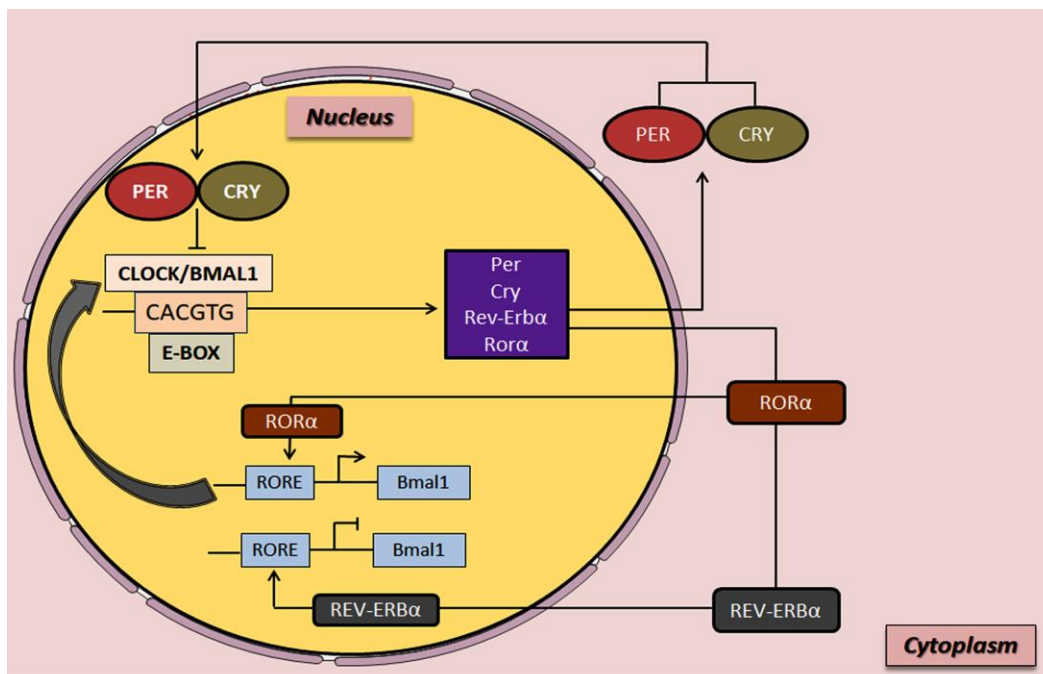 Nucleus
PER CRY
PER CRY
CLOCK/BMAL1
CACGTG
E-BOX
Per
Cry
Rev-Erbα
Rorα
RORα
RORα
RORE Bmal1
RORE Bmal1
REV-ERBα
REV-ERBα
Cytoplasm